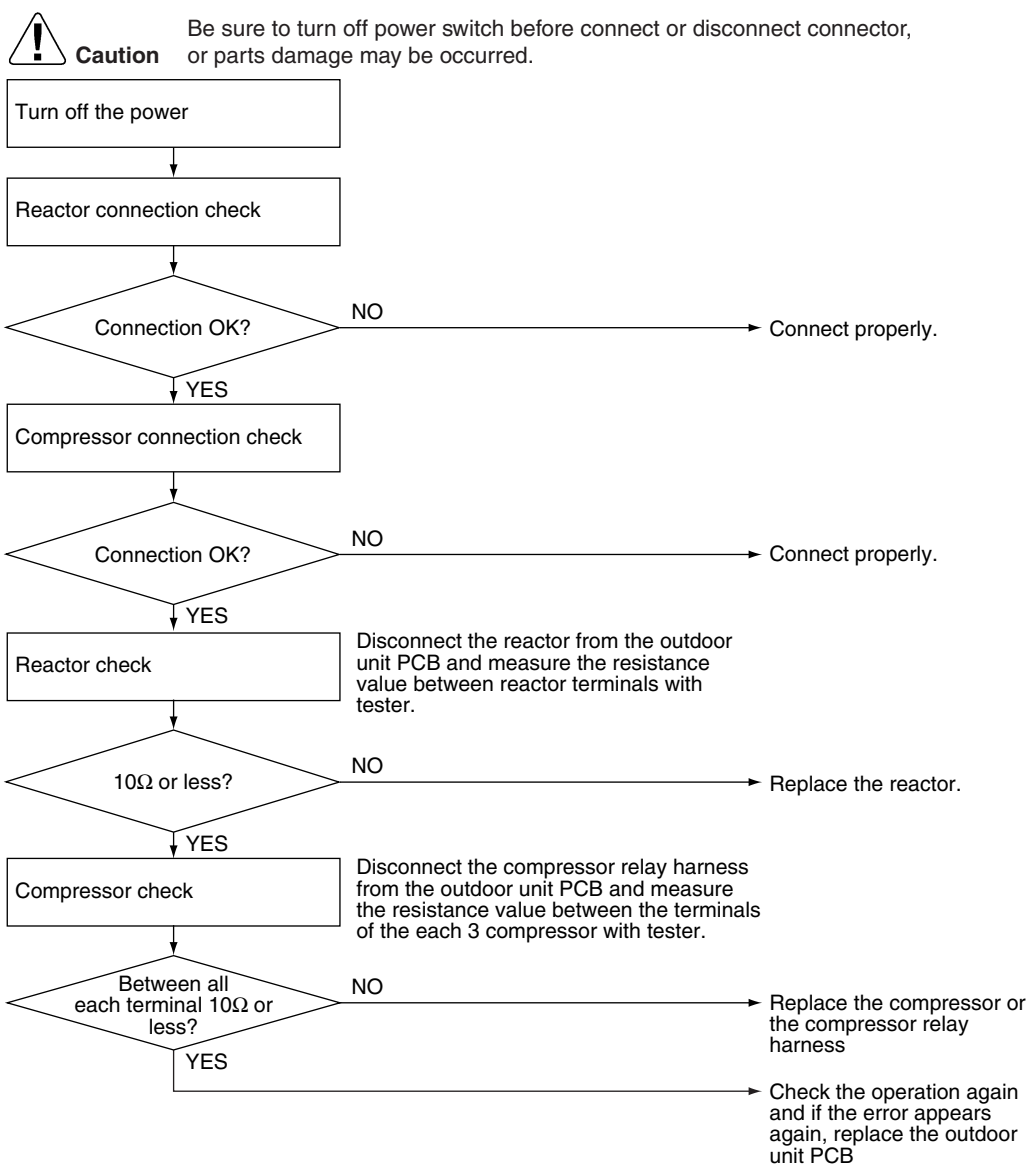 Be sure to turn off power switch before connect or disconnect connector,
Caution or parts damage may be occurred.
Turn off the power
Reactor connection check
Connection OK?
NO
Connect properly.
YES
Compressor connection check
Connection OK?
NO
Connect properly.
YES
Reactor check
Disconnect the reactor from the outdoor
unit PCB and measure the resistance
value between reactor terminals with
tester.
10Ω or less?
NO
Replace the reactor.
YES
Compressor check
Disconnect the compressor relay harness
from the outdoor unit PCB and measure
the resistance value between the terminals
of the each 3 compressor with tester.
Between all
each terminal 10Ω or
less?
NO
Replace the compressor or
the compressor relay
harness
YES
Check the operation again
and if the error appears
again, replace the outdoor
unit PCB